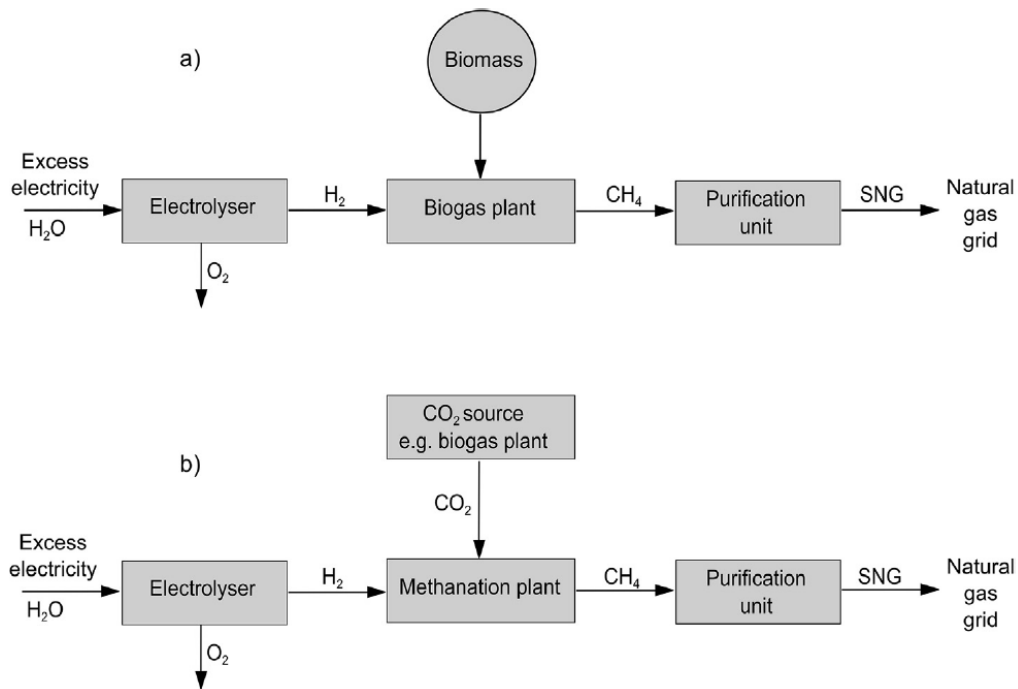 a)
Biomass
Excess
electricity
H₂O
Electrolyser
O₂
H₂
Biogas plant
CH₄
Purification
unit
SNG
Natural
gas
grid
b)
CO₂ source
e.g. biogas plant
CO₂
Excess
electricity
H₂O
Electrolyser
O₂
H₂
Methanation plant
CH₄
Purification
unit
SNG
Natural
gas
grid